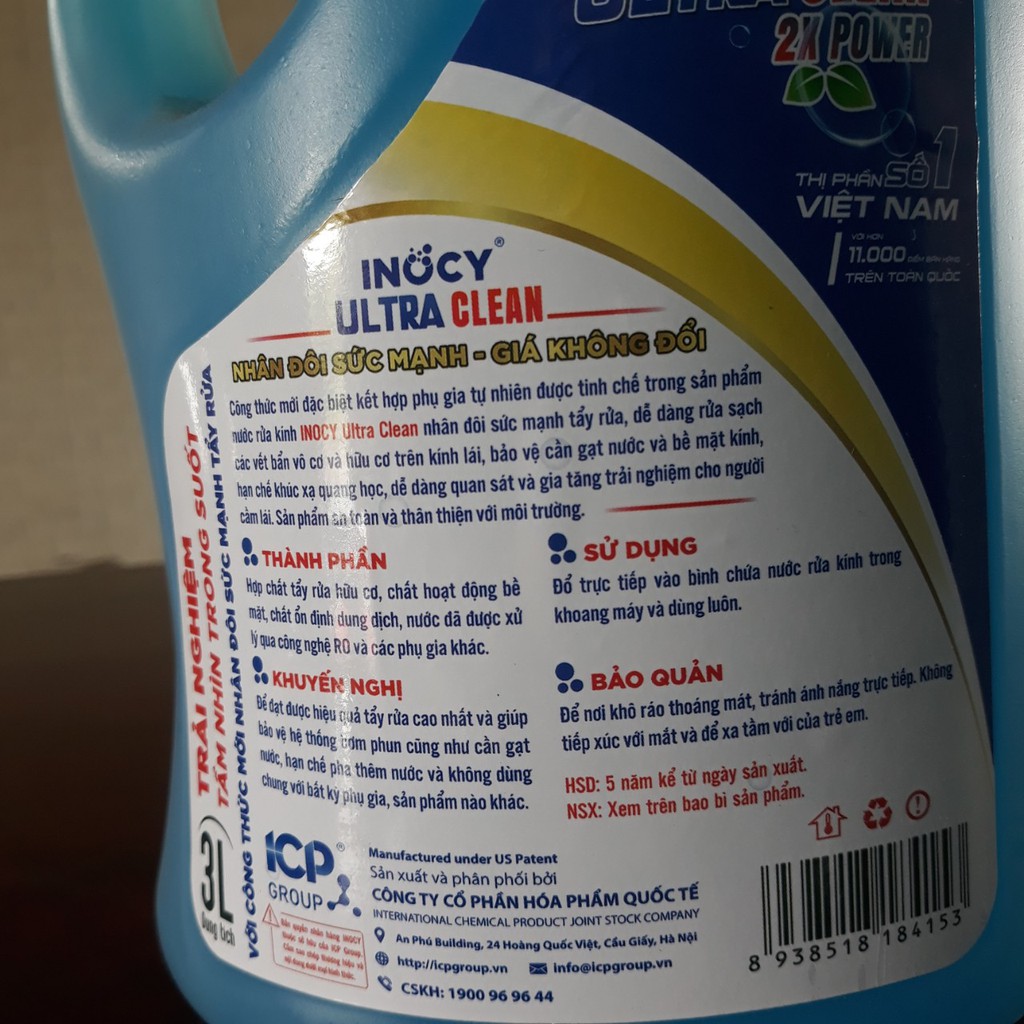 ULTRA CLEAN
2X POWER
THỊ PHẦN SỐ 1
VIỆT NAM
VỚI HƠN
11.000 ĐIỂM BÁN HÀNG
TRÊN TOÀN QUỐC
INOCY®
ULTRA CLEAN
NHÂN ĐÔI SỨC MẠNH - GIÁ KHÔNG ĐỔI
Công thức mới đặc biệt kết hợp phụ gia tự nhiên được tinh chế trong sản phẩm
nước rửa kính INOCY Ultra Clean nhân đôi sức mạnh tẩy rửa, dễ dàng rửa sạch
các vết bẩn vô cơ và hữu cơ trên kính lái, bảo vệ cần gạt nước và bề mặt kính,
hạn chế khúc xạ quang học, dễ dàng quan sát và gia tăng trải nghiệm cho người
cầm lái. Sản phẩm an toàn và thân thiện với môi trường.
THÀNH PHẦN
Hợp chất tẩy rửa hữu cơ, chất hoạt động bề
mặt, chất ổn định dung dịch, nước đã được xử
lý qua công nghệ RO và các phụ gia khác.
SỬ DỤNG
Đổ trực tiếp vào bình chứa nước rửa kính trong
khoang máy và dùng luôn.
KHUYẾN NGHỊ
Để đạt được hiệu quả tẩy rửa cao nhất và giúp
bảo vệ hệ thống bơm phun cũng như cần gạt
nước, hạn chế pha thêm nước và không dùng
chung với bất kỳ phụ gia, sản phẩm nào khác.
BẢO QUẢN
Để nơi khô ráo thoáng mát, tránh ánh nắng trực tiếp. Không
tiếp xúc với mắt và để xa tầm với của trẻ em.
HSD: 5 năm kể từ ngày sản xuất.
NSX: Xem trên bao bì sản phẩm.
TRẢI NGHIỆM
TẦM NHÌN TRONG SUỐT
VỚI CÔNG THỨC MỚI NHÂN ĐÔI SỨC MẠNH TẨY RỬA
3L
Dung tích
ICP®
GROUP
Bản quyền nhãn hàng INOCY
thuộc sở hữu của ICP Group.
Manufactured under US Patent
Sản xuất và phân phối bởi
CÔNG TY CỔ PHẦN HÓA PHẨM QUỐC TẾ
INTERNATIONAL CHEMICAL PRODUCT JOINT STOCK COMPANY
An Phú Building, 24 Hoàng Quốc Việt, Cầu Giấy, Hà Nội
http://icpgroup.vn info@icpgroup.vn
CSKH: 1900 96 96 44
8 938518 184153